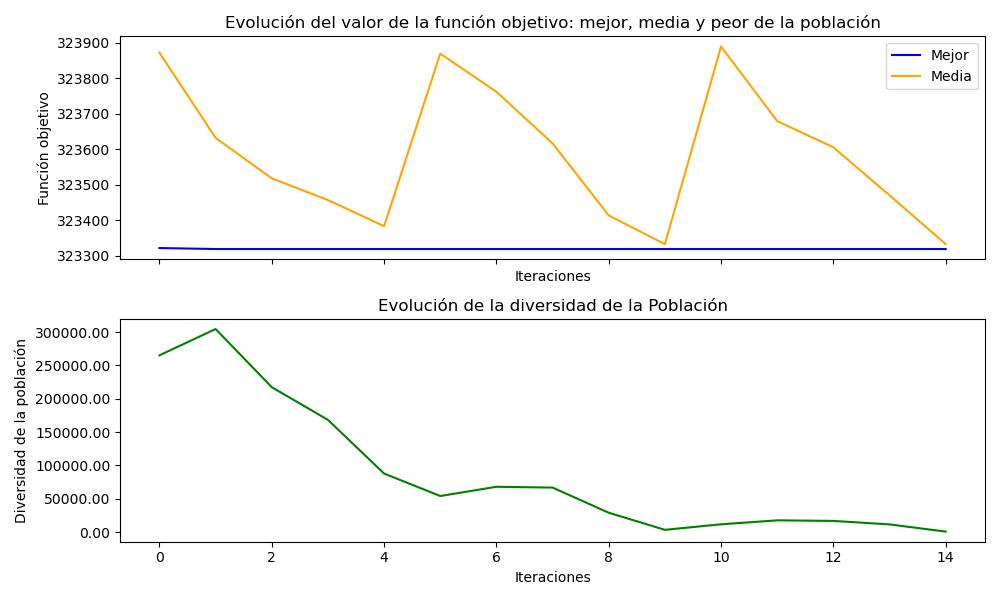 Evolución del valor de la función objetivo: mejor, media y peor de la población
323900
323800
323700
323600
323500
323400
323300
Función objetivo
Mejor
Media
Iteraciones
Evolución de la diversidad de la Población
300000.00
250000.00
200000.00
150000.00
100000.00
50000.00
0.00
Diversidad de la población
0 2 4 6 8 10 12 14
Iteraciones